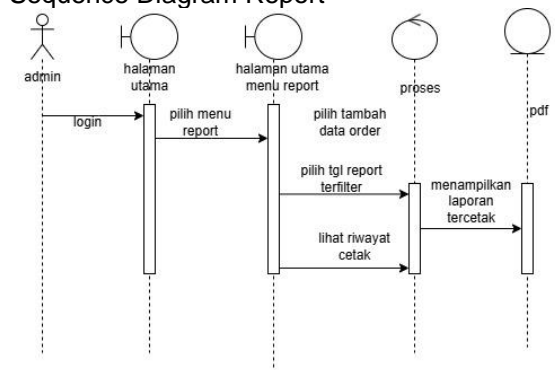 Sequence Diagram Report
admin
halaman
utama
halaman utama
menu report
proses
pdf
login
pilih menu
report
pilih tambah
data order
pilih tgl report
terfilter
menampilkan
laporan
tercetak
lihat riwayat
cetak